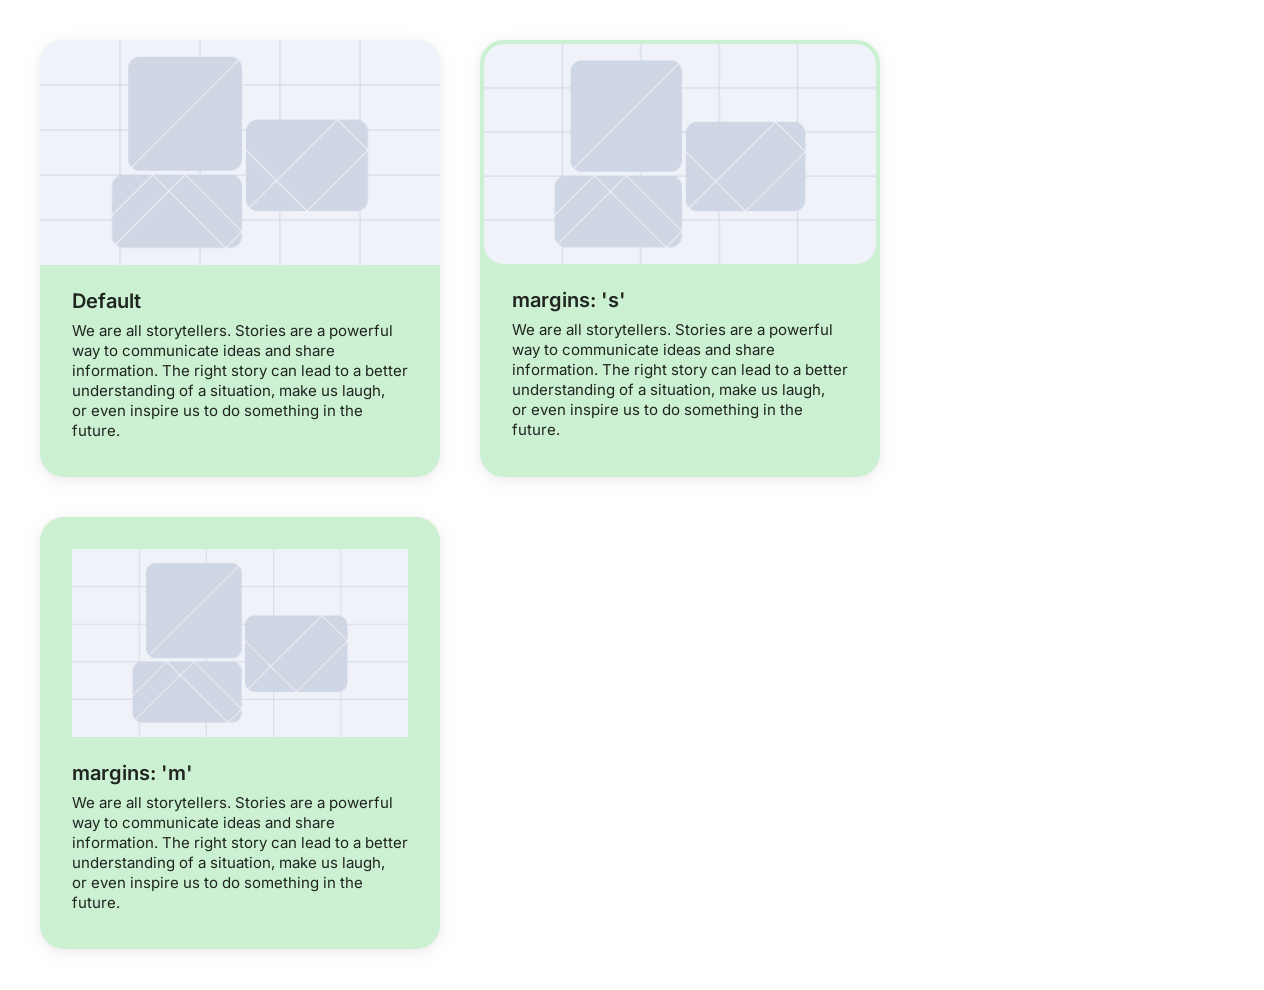 Default
We are all storytellers. Stories are a powerful
way to communicate ideas and share
information. The right story can lead to a better
understanding of a situation, make us laugh,
or even inspire us to do something in the
future.
margins: 's'
We are all storytellers. Stories are a powerful
way to communicate ideas and share
information. The right story can lead to a better
understanding of a situation, make us laugh,
or even inspire us to do something in the
future.
margins: 'm'
We are all storytellers. Stories are a powerful
way to communicate ideas and share
information. The right story can lead to a better
understanding of a situation, make us laugh,
or even inspire us to do something in the
future.